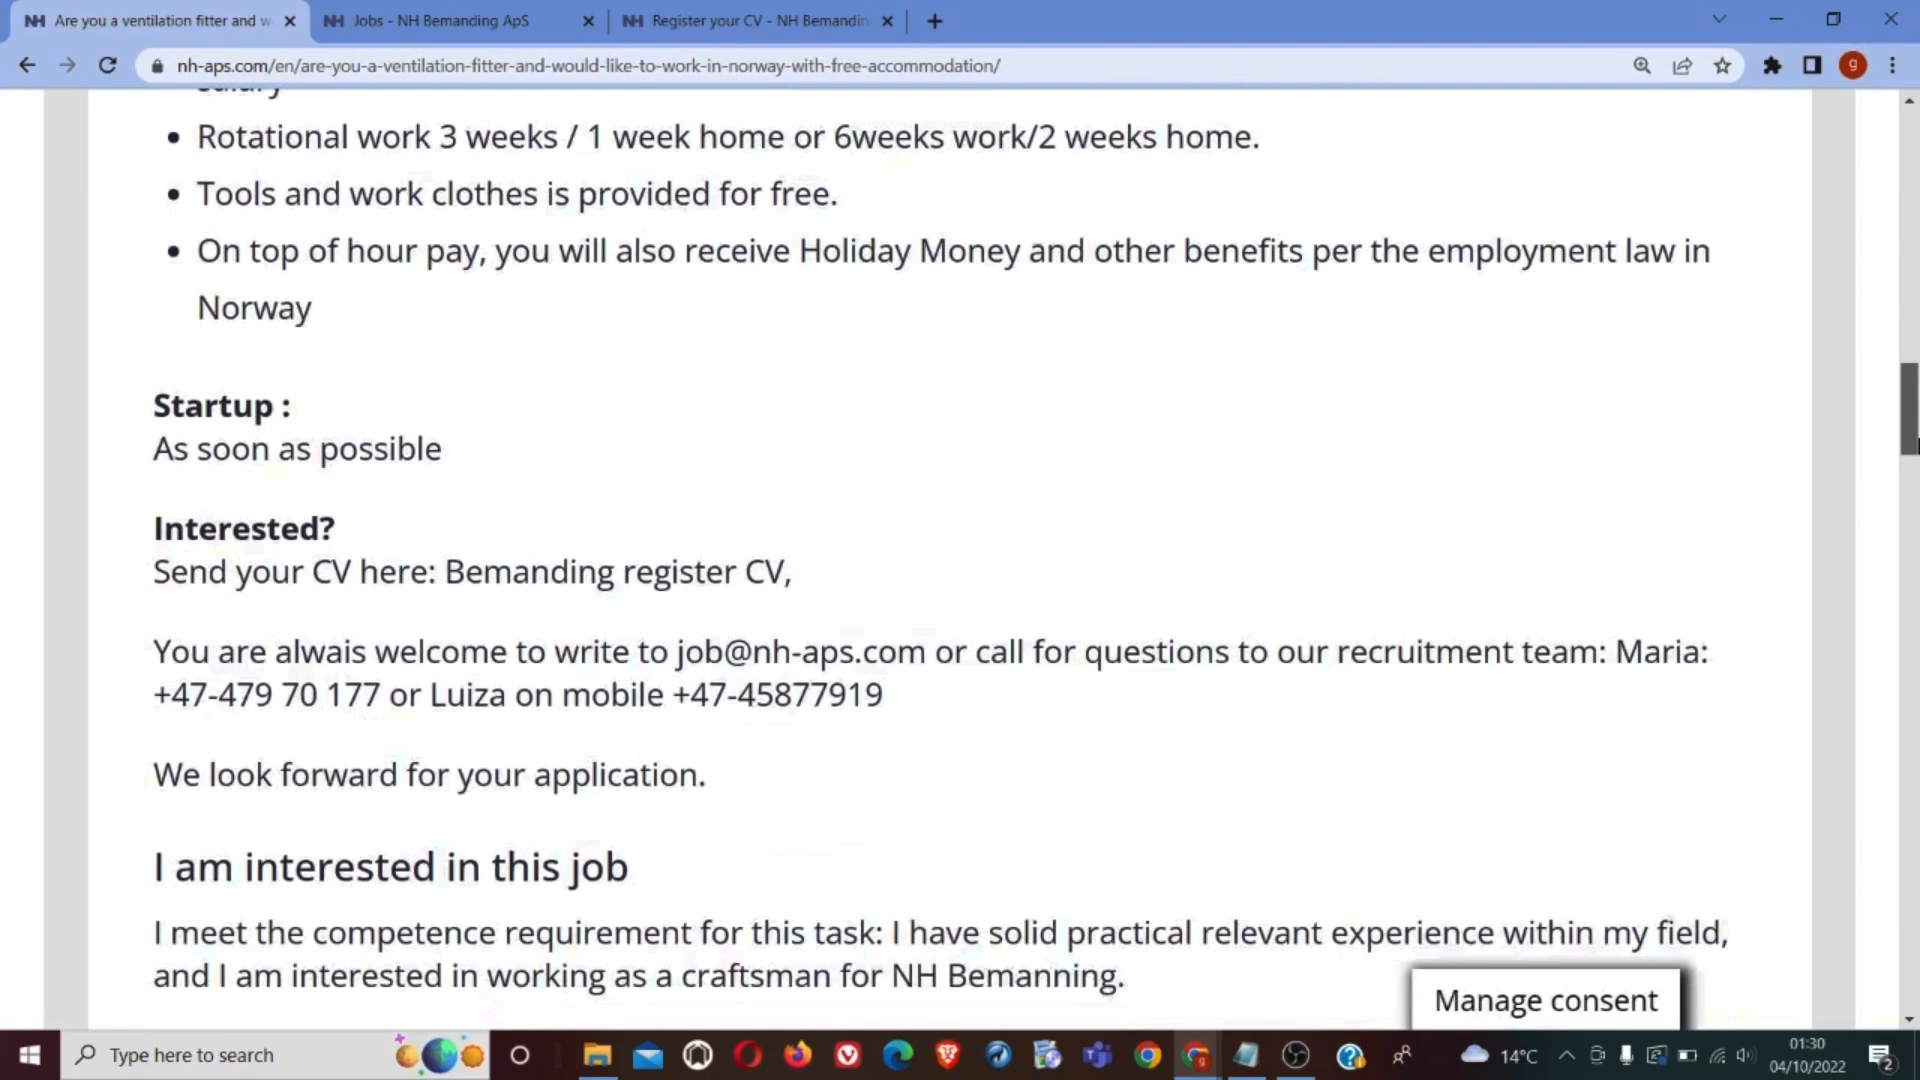 NH Are you a ventilation fitter and w
NH Jobs - NH Bemanding ApS
NH Register your CV - NH Bemandin
nh-aps.com/en/are-you-a-ventilation-fitter-and-would-like-to-work-in-norway-with-free-accommodation/
g
salary
• Rotational work 3 weeks / 1 week home or 6weeks work/2 weeks home.
• Tools and work clothes is provided for free.
• On top of hour pay, you will also receive Holiday Money and other benefits per the employment law in
Norway
Startup :
As soon as possible
Interested?
Send your CV here: Bemanding register CV,
You are alwais welcome to write to job@nh-aps.com or call for questions to our recruitment team: Maria:
+47-479 70 177 or Luiza on mobile +47-45877919
We look forward for your application.
I am interested in this job
I meet the competence requirement for this task: I have solid practical relevant experience within my field,
and I am interested in working as a craftsman for NH Bemanning.
Manage consent
Type here to search
14°C
01:30
04/10/2022
2